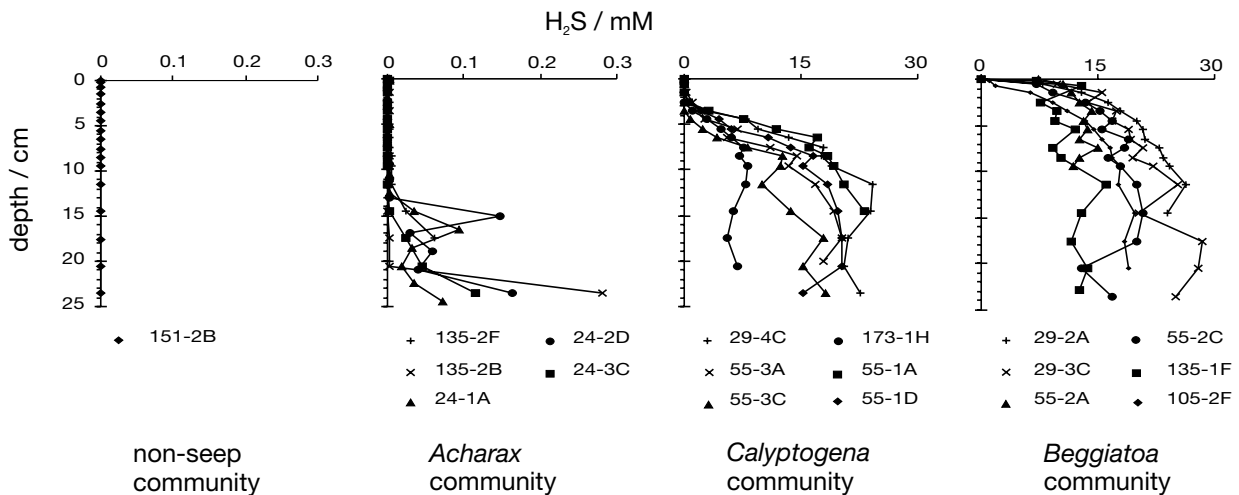 H₂S / mM
0 0.1 0.2 0.3
0 0.1 0.2 0.3
0 15 30
0 15 30
depth / cm
0
5
10
15
20
25
151-2B
135-2F 24-2D
135-2B 24-3C
24-1A
29-4C 173-1H
55-3A 55-1A
55-3C 55-1D
29-2A 55-2C
29-3C 135-1F
55-2A 105-2F
non-seep
community
Acharax
community
Calyptogena
community
Beggiatoa
community